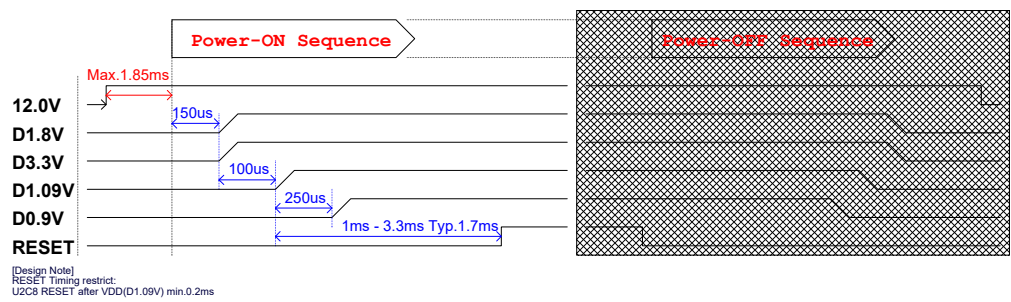 Power-ON Sequence
Power-OFF Sequence
Max.1.85ms
12.0V
150us
D1.8V
D3.3V
100us
D1.09V
250us
D0.9V
1ms - 3.3ms Typ.1.7ms
RESET
[Design Note]
RESET Timing restrict:
U2C8 RESET after VDD(D1.09V) min.0.2ms